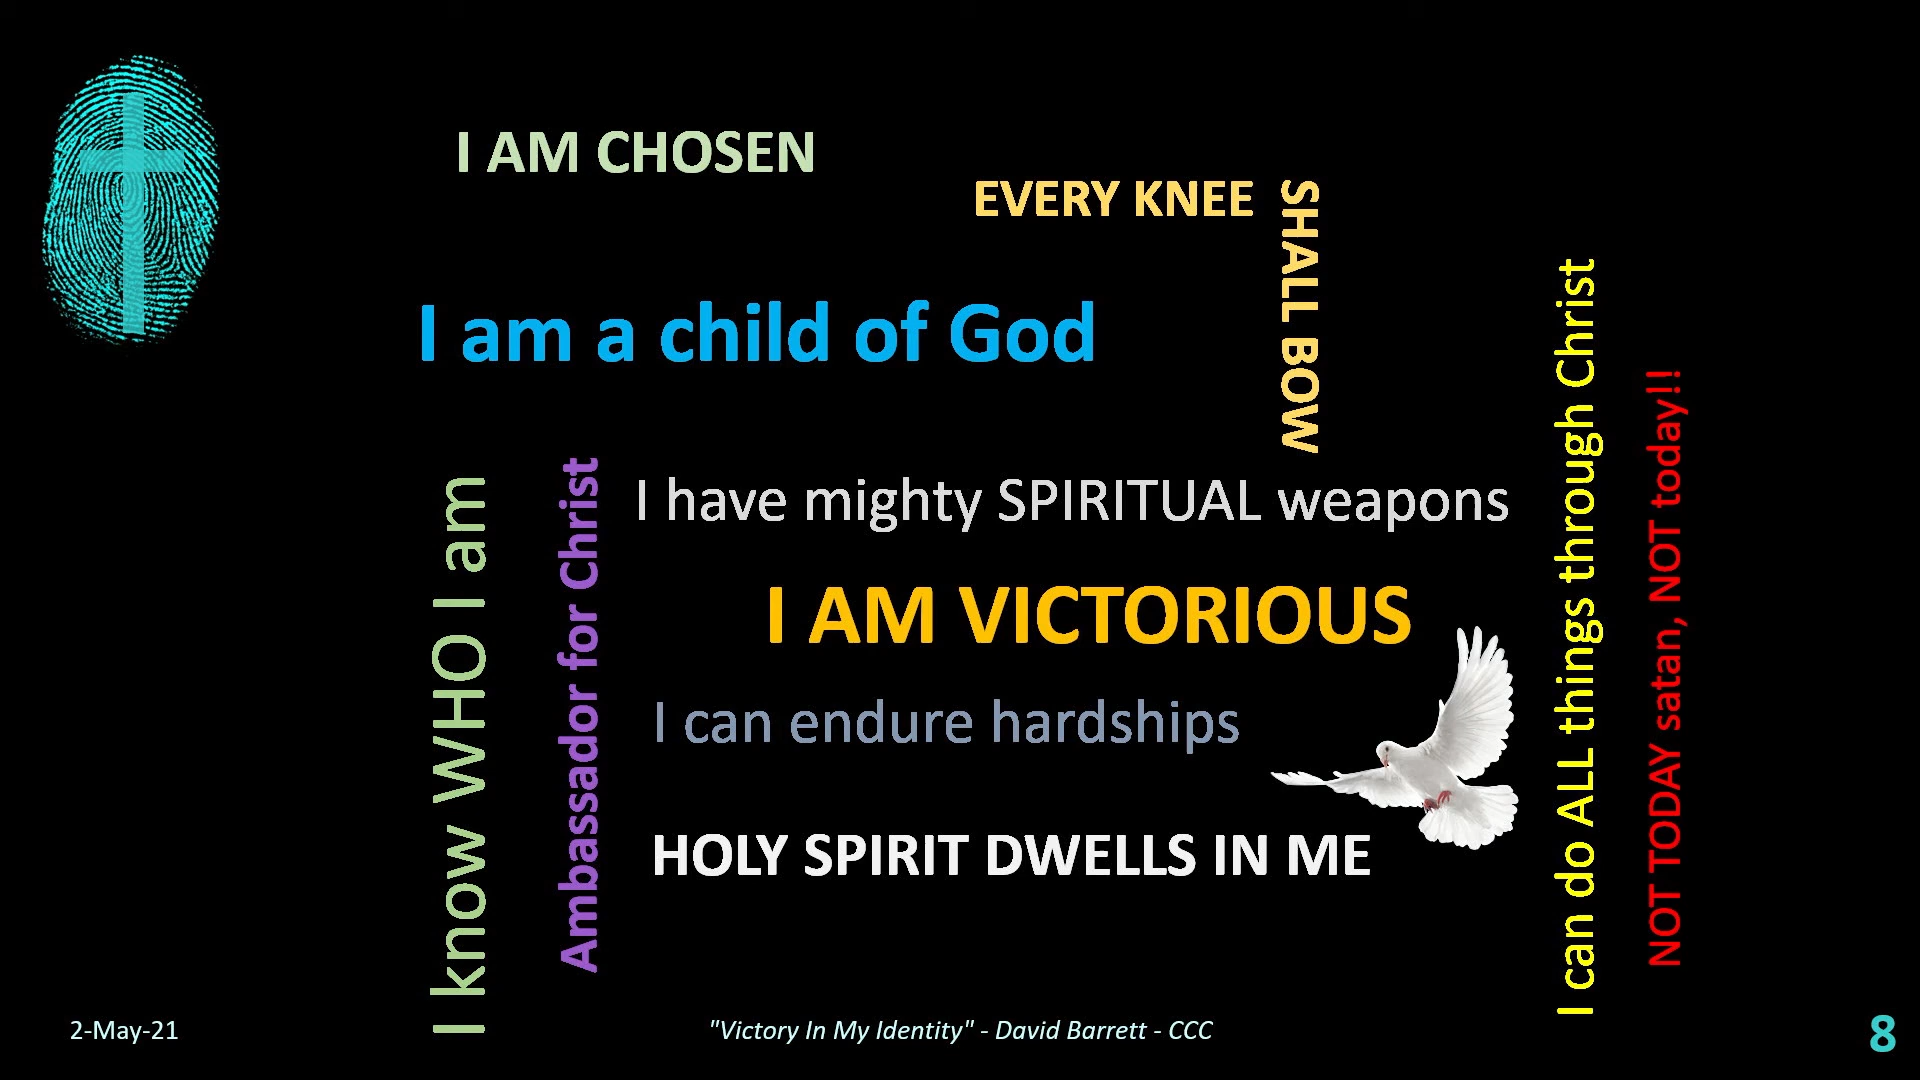 I AM CHOSEN
EVERY KNEE
SHALL BOW
I am a child of God
I know WHO I am
Ambassador for Christ
I have mighty SPIRITUAL weapons
I AM VICTORIOUS
I can endure hardships
HOLY SPIRIT DWELLS IN ME
I can do ALL things through Christ
NOT TODAY satan, NOT today!!
2-May-21
"Victory In My Identity" - David Barrett - CCC
8